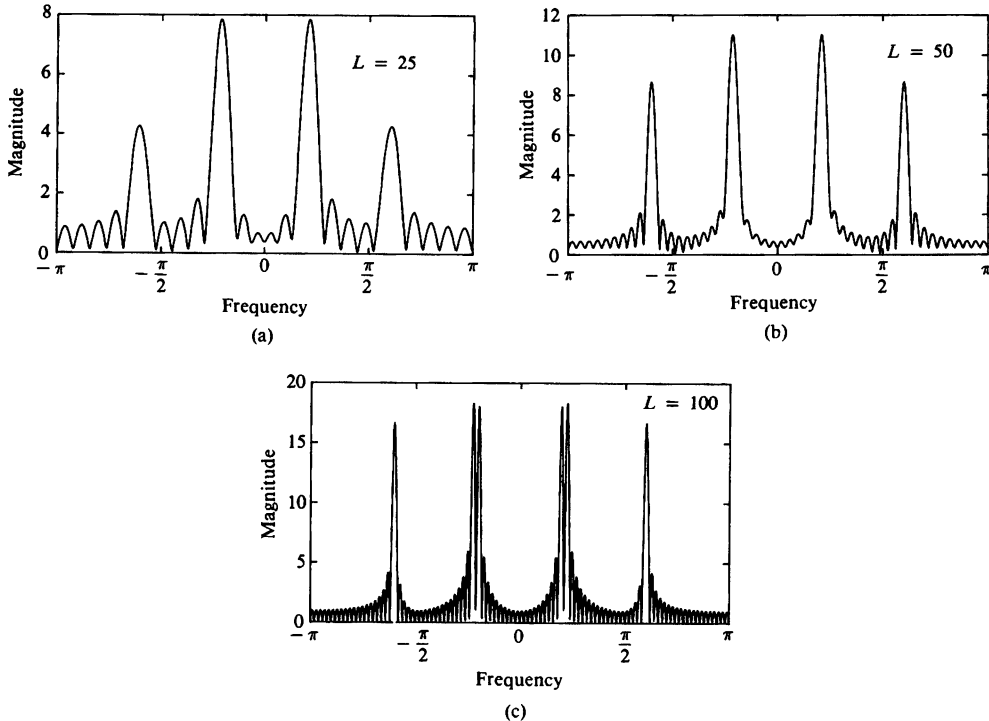 8
6
4
2
0
Magnitude
L = 25
−π
−π/2
0
π/2
π
Frequency
(a)
12
10
8
6
4
2
0
Magnitude
L = 50
−π
−π/2
0
π/2
π
Frequency
(b)
20
15
10
5
0
Magnitude
L = 100
−π
−π/2
0
π/2
π
Frequency
(c)